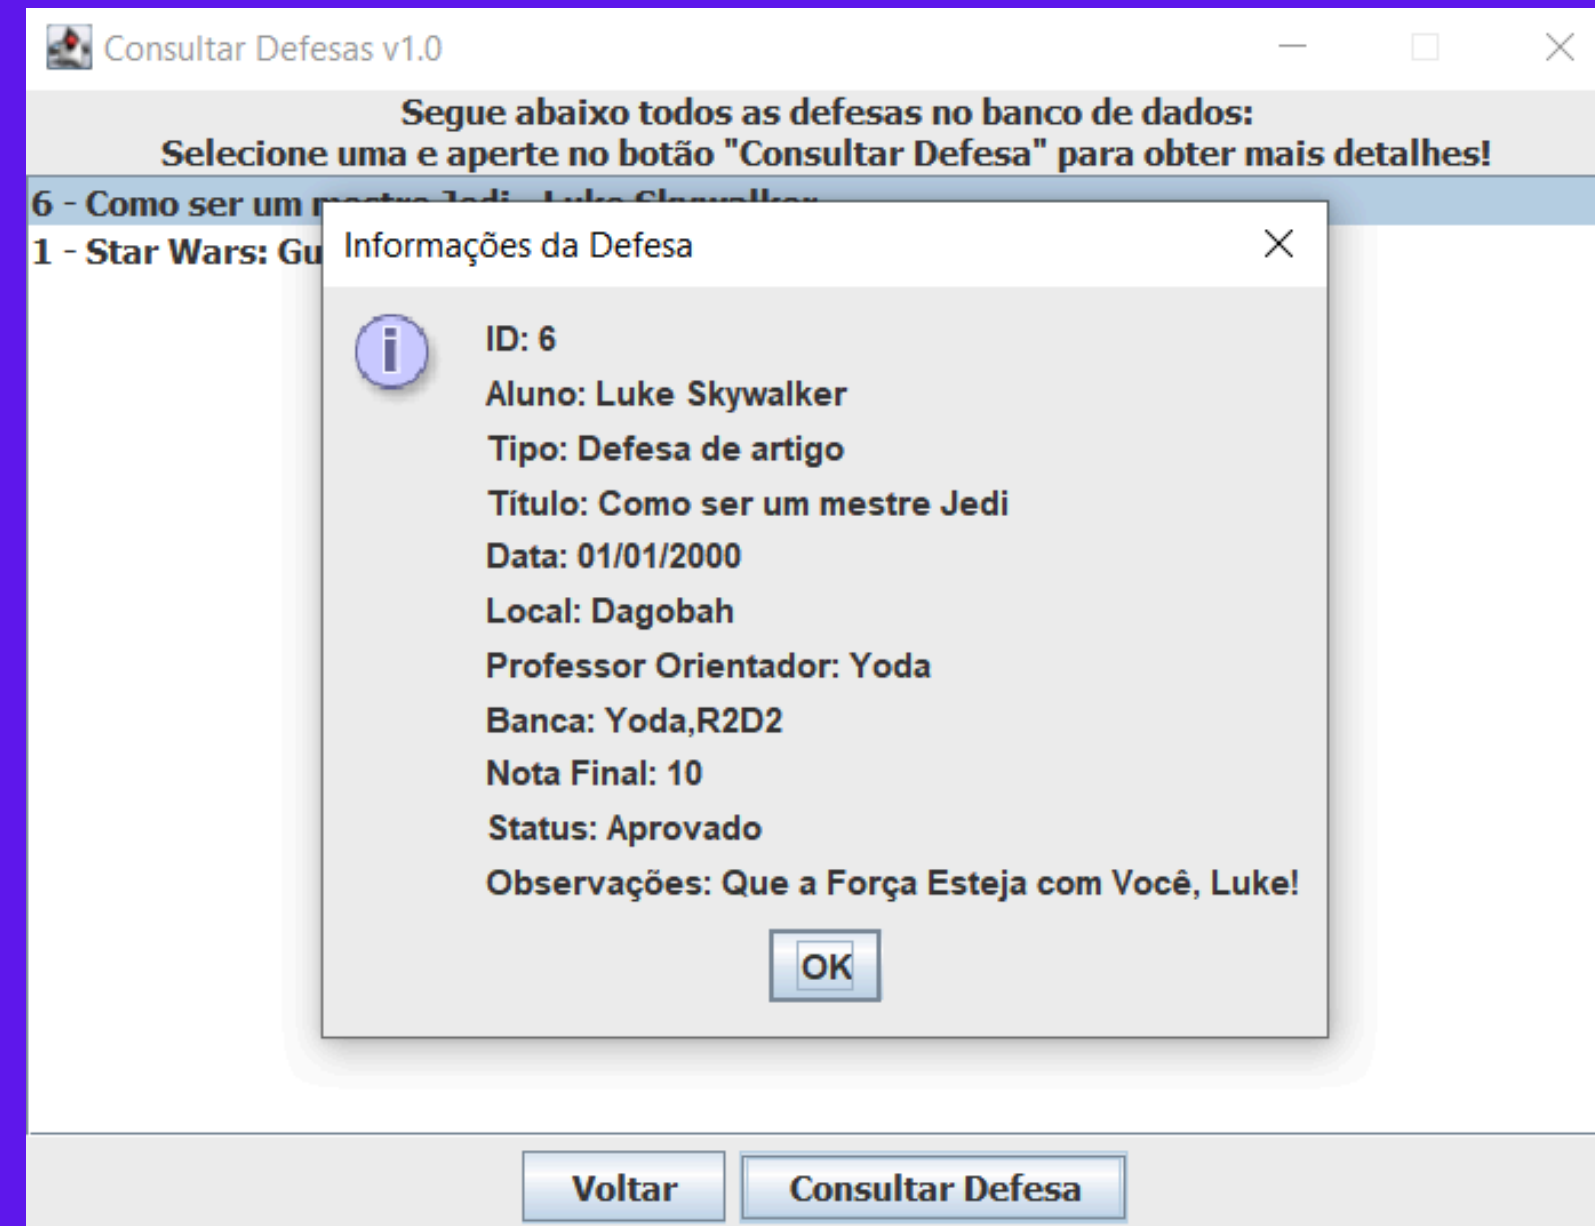 Consultar Defesas v1.0
Segue abaixo todos as defesas no banco de dados:
Selecione uma e aperte no botão "Consultar Defesa" para obter mais detalhes!
6 - Como ser um mestre Jedi - Luke Skywalker
1 - Star Wars: Gu
Informações da Defesa
ID: 6
Aluno: Luke Skywalker
Tipo: Defesa de artigo
Título: Como ser um mestre Jedi
Data: 01/01/2000
Local: Dagobah
Professor Orientador: Yoda
Banca: Yoda,R2D2
Nota Final: 10
Status: Aprovado
Observações: Que a Força Esteja com Você, Luke!
OK
Voltar
Consultar Defesa